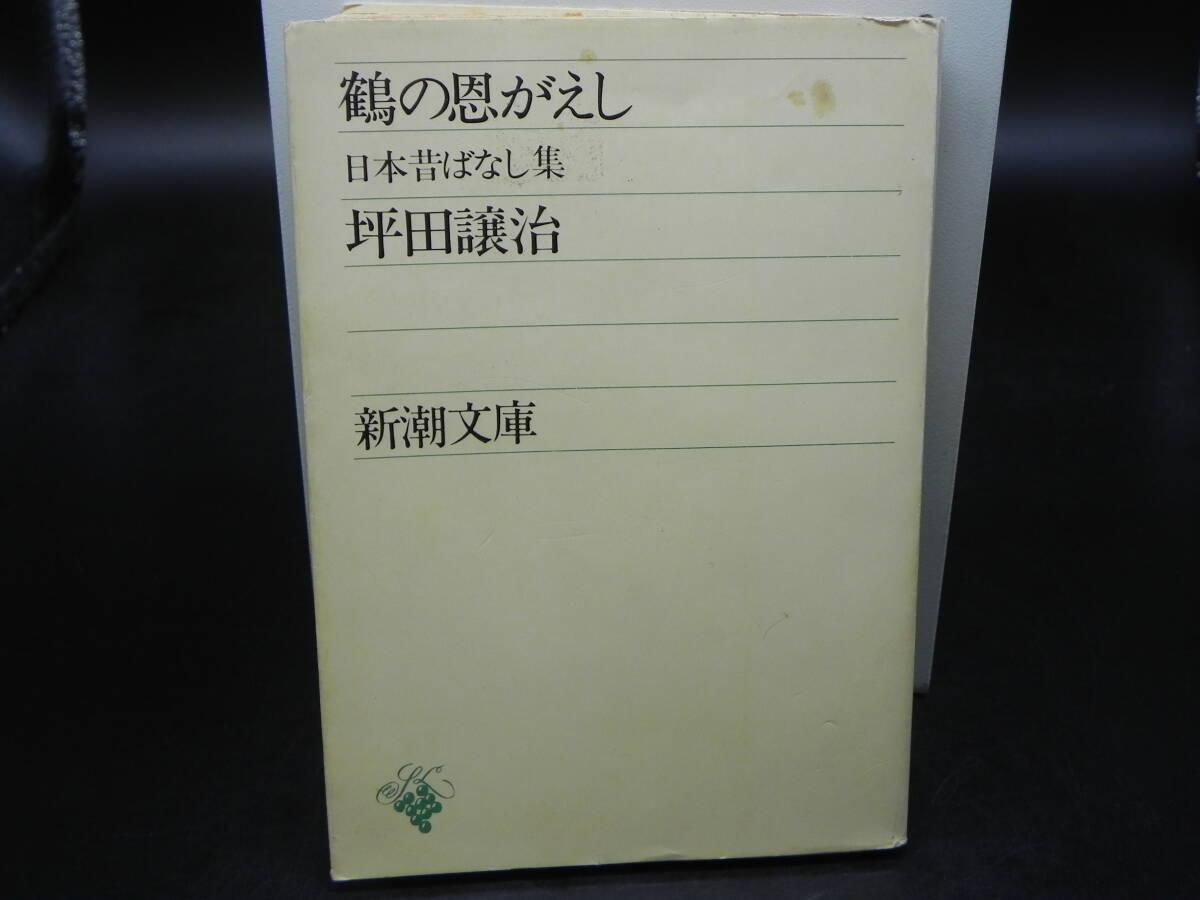 鶴の恩がえし
日本昔ばなし集
坪田譲治
新潮文庫